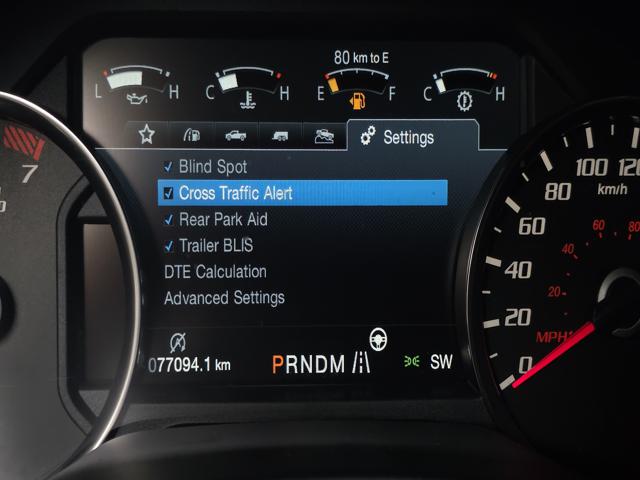 80 km to E
L H C H E F C H
Settings
Blind Spot
Cross Traffic Alert
Rear Park Aid
Trailer BLIS
DTE Calculation
Advanced Settings
077094.1 km
PRNDM
SW
7
0
20
40
60
80
100
120
km/h
20
40
60
80
MPH